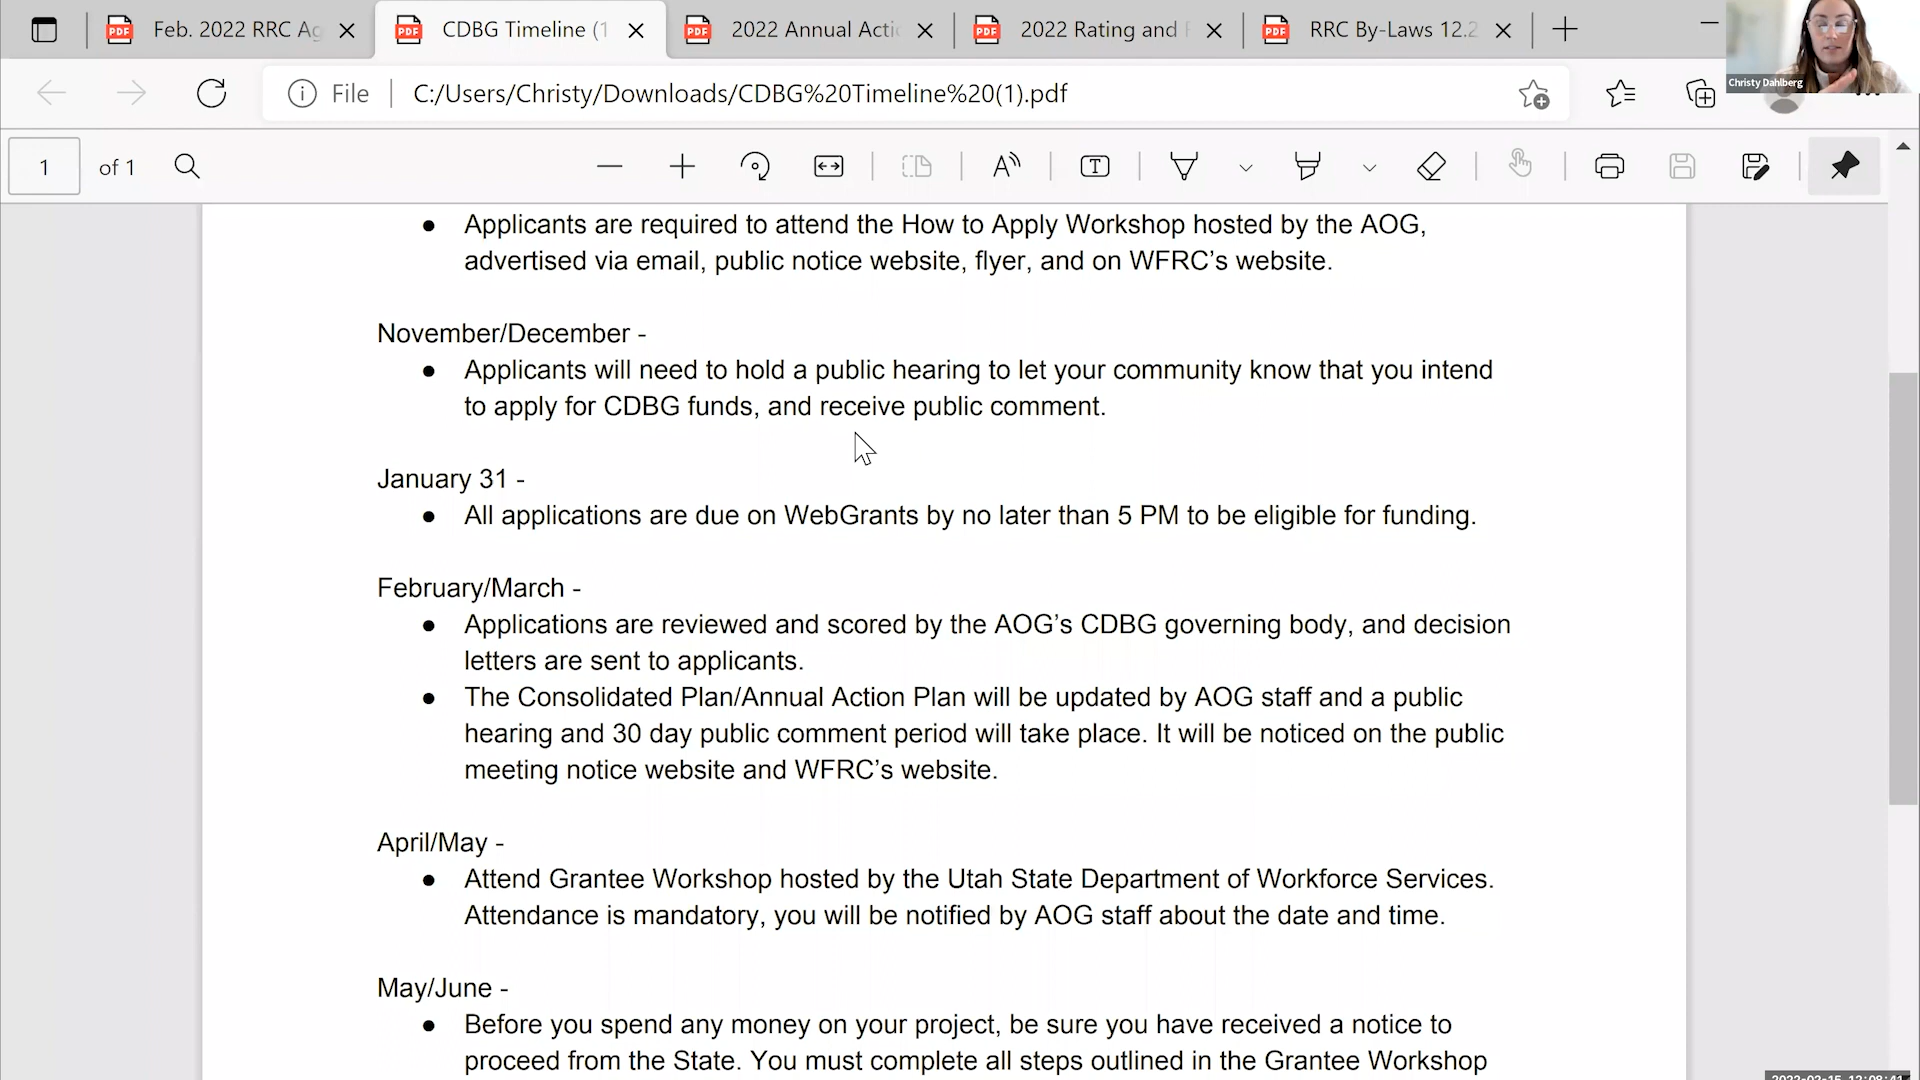 Feb. 2022 RRC Ag
CDBG Timeline (1
2022 Annual Acti
2022 Rating and
RRC By-Laws 12.2
File
C:/Users/Christy/Downloads/CDBG%20Timeline%20(1).pdf
Christy Dahlberg
1 of 1
Applicants are required to attend the How to Apply Workshop hosted by the AOG,
advertised via email, public notice website, flyer, and on WFRC’s website.
November/December -
Applicants will need to hold a public hearing to let your community know that you intend
to apply for CDBG funds, and receive public comment.
January 31 -
All applications are due on WebGrants by no later than 5 PM to be eligible for funding.
February/March -
Applications are reviewed and scored by the AOG’s CDBG governing body, and decision
letters are sent to applicants.
The Consolidated Plan/Annual Action Plan will be updated by AOG staff and a public
hearing and 30 day public comment period will take place. It will be noticed on the public
meeting notice website and WFRC’s website.
April/May -
Attend Grantee Workshop hosted by the Utah State Department of Workforce Services.
Attendance is mandatory, you will be notified by AOG staff about the date and time.
May/June -
Before you spend any money on your project, be sure you have received a notice to
proceed from the State. You must complete all steps outlined in the Grantee Workshop